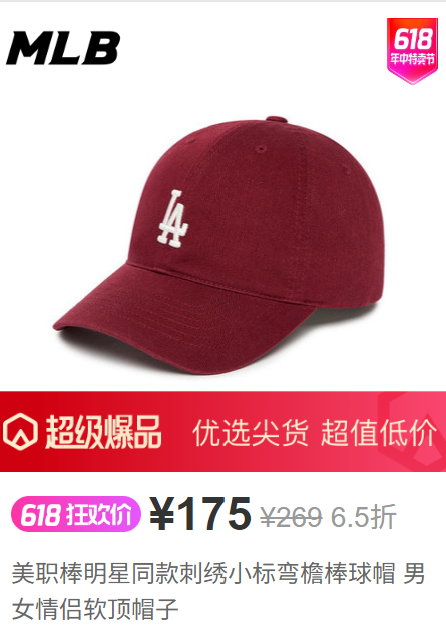 MLB
618
年中特卖节
LA
超级爆品
优选尖货 超值低价
618 狂欢价 ¥175 ¥269 6.5折
美职棒明星同款刺绣小标弯檐棒球帽 男
女情侣软顶帽子